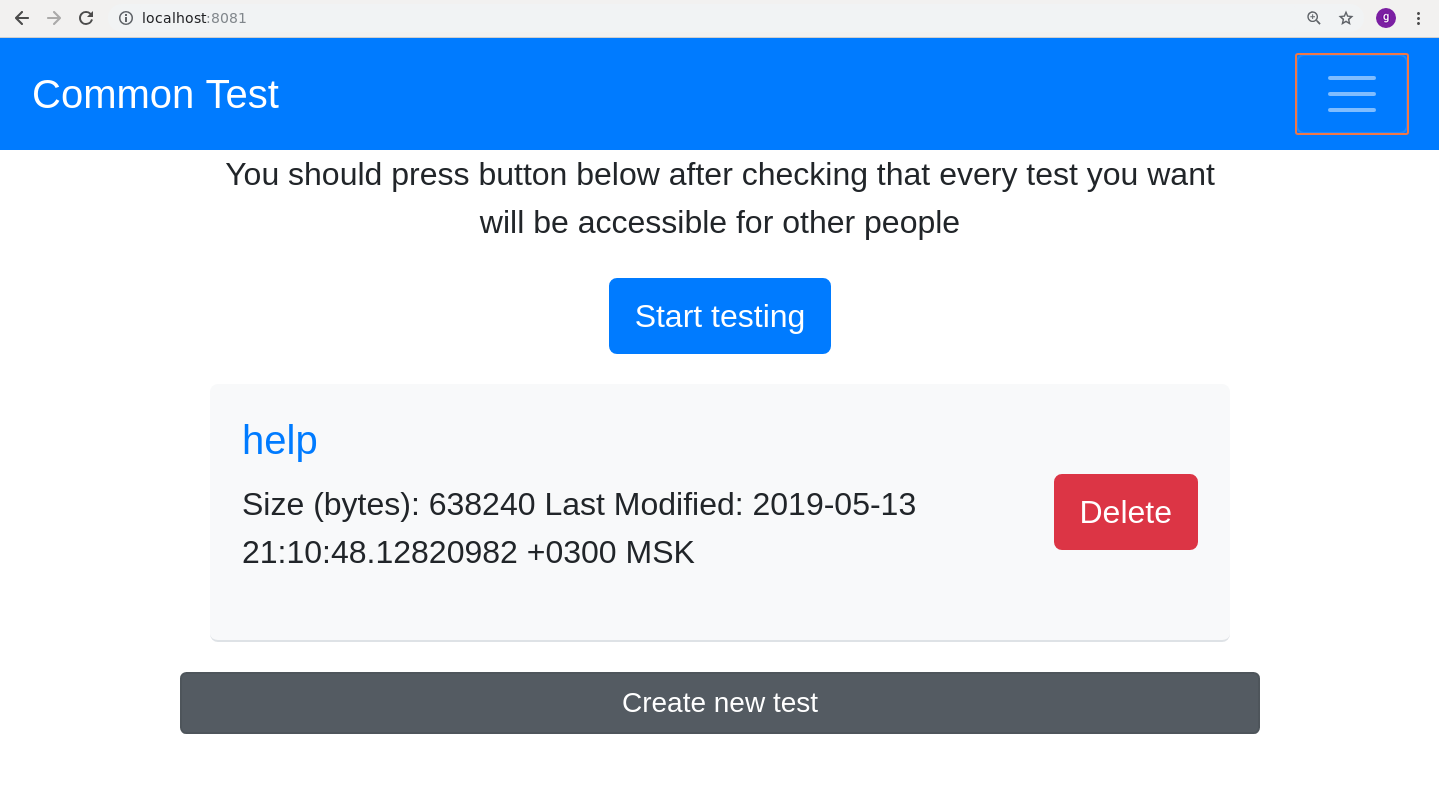 localhost:8081
g
Common Test
You should press button below after checking that every test you want
will be accessible for other people
Start testing
help
Size (bytes): 638240 Last Modified: 2019-05-13
21:10:48.12820982 +0300 MSK
Delete
Create new test